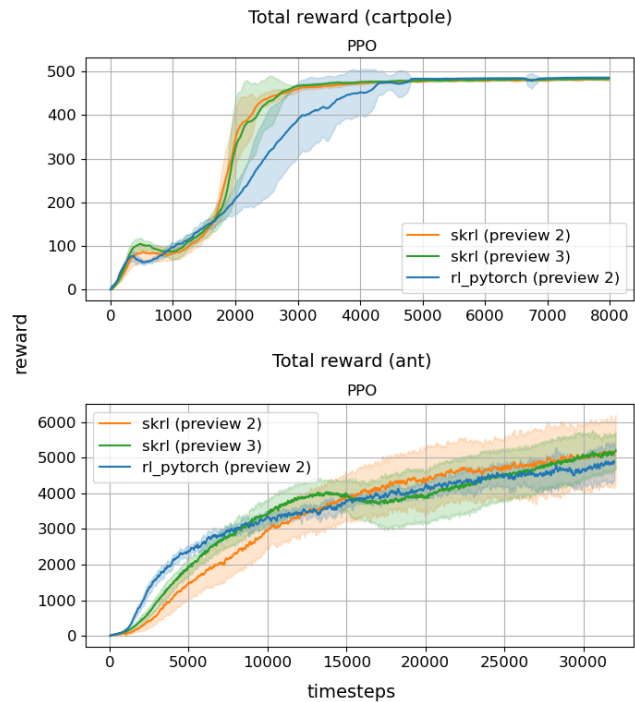 Total reward (cartpole)
PPO
500
400
300
200
100
0
skrl (preview 2)
skrl (preview 3)
rl_pytorch (preview 2)
0 1000 2000 3000 4000 5000 6000 7000 8000
reward
Total reward (ant)
PPO
6000
5000
4000
3000
2000
1000
0
skrl (preview 2)
skrl (preview 3)
rl_pytorch (preview 2)
0 5000 10000 15000 20000 25000 30000
timesteps